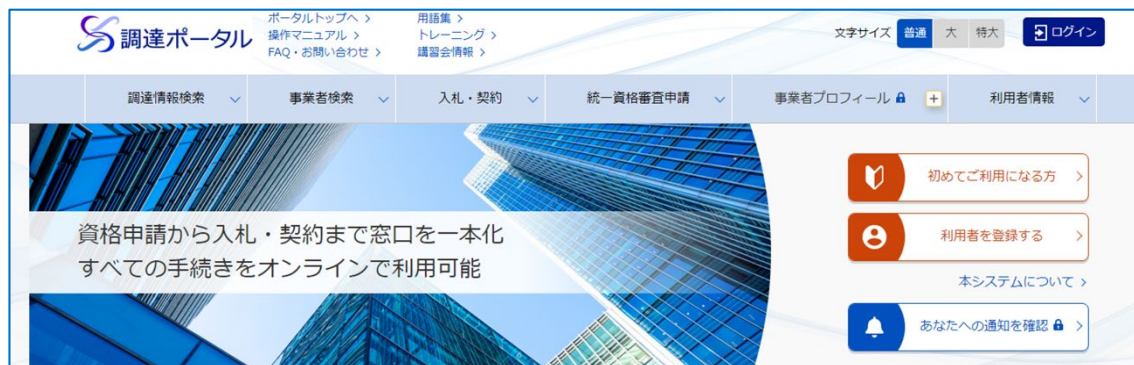 調達ポータル
ポータルトップへ >
操作マニュアル >
FAQ・お問い合わせ >
用語集 >
トレーニング >
講習会情報 >
文字サイズ 普通 大 特大
ログイン
調達情報検索 事業者検索 入札・契約 統一資格審査申請 事業者プロフィール + 利用者情報
資格申請から入札・契約まで窓口を一本化
すべての手続きをオンラインで利用可能
初めてご利用になる方 >
利用者を登録する >
本システムについて >
あなたへの通知を確認 >